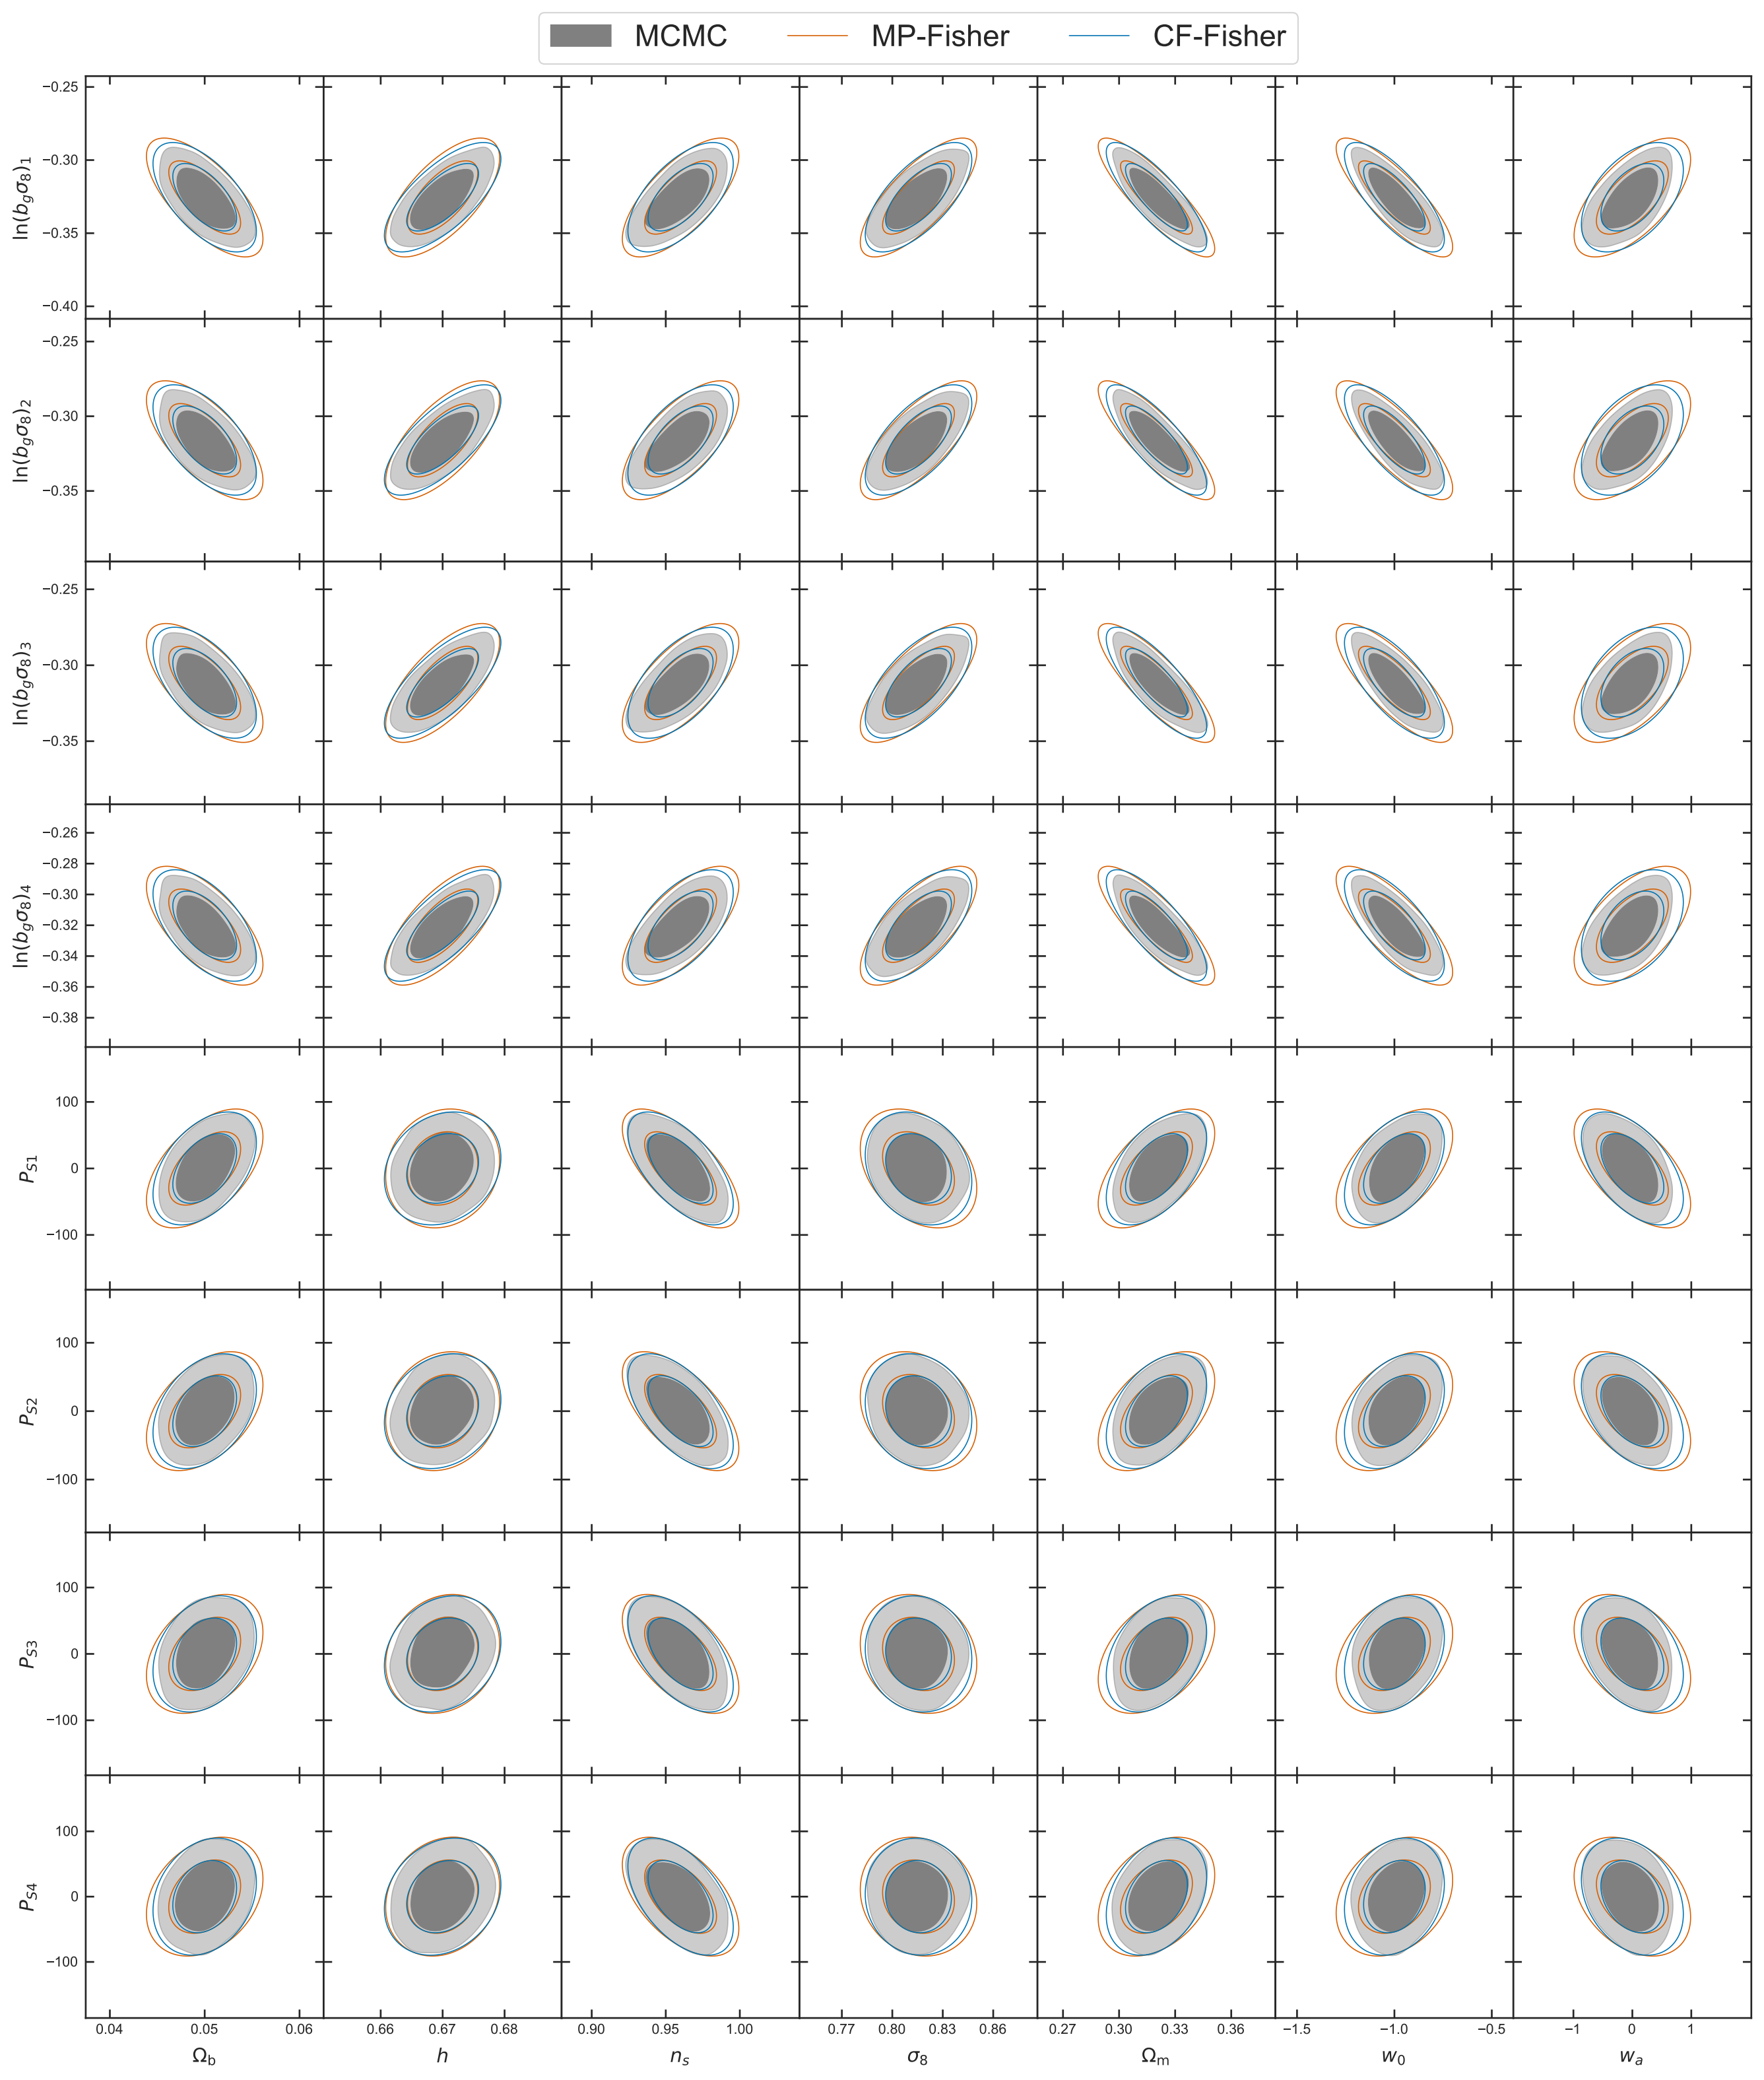 MCMC MP-Fisher CF-Fisher
−0.25
−0.30
−0.35
−0.40
ln(b_gσ_8)_1
−0.25
−0.30
−0.35
ln(b_gσ_8)_2
−0.25
−0.30
−0.35
ln(b_gσ_8)_3
−0.26
−0.28
−0.30
−0.32
−0.34
−0.36
−0.38
ln(b_gσ_8)_4
100
0
−100
P_S1
100
0
−100
P_S2
100
0
−100
P_S3
100
0
−100
P_S4
0.04 0.05 0.06 0.66 0.67 0.68 0.90 0.95 1.00 0.77 0.80 0.83 0.86 0.27 0.30 0.33 0.36 −1.5 −1.0 −0.5 −1 0 1
Ω_b h n_s σ_8 Ω_m w_0 w_a